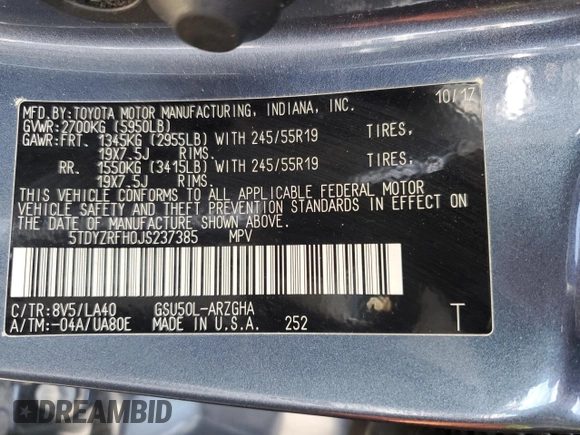 MFD.BY:TOYOTA MOTOR MANUFACTURING, INDIANA, INC. 10/17
GVWR:2700KG (5950LB)
GAWR:FRT. 1345KG (2955LB) WITH 245/55R19 TIRES,
19X7.5J RIMS.
RR. 1550KG (3415LB) WITH 245/55R19 TIRES,
19X7.5J RIMS.
THIS VEHICLE CONFORMS TO ALL APPLICABLE FEDERAL MOTOR
VEHICLE SAFETY AND THEFT PREVENTION STANDARDS IN EFFECT ON
THE DATE OF MANUFACTURE SHOWN ABOVE.
5TDYZRFH0JS237385 MPV
C/TR:8V5/LA40 GSU50L-ARZGHA
A/TM:-04A/UA80E MADE IN U.S.A. 252 T
DREAMBID